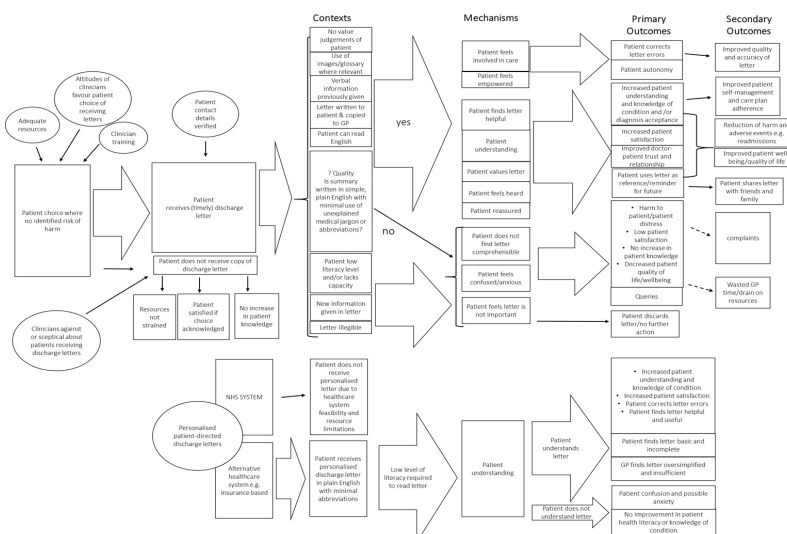 Contexts
Mechanisms
Primary
Outcomes
Secondary
Outcomes
Attitudes of
clinicians
favour patient
choice of
receiving
letters
Adequate
resources
Clinician
training
Patient
contact
details
verified
Patient choice where
no identified risk of
harm
Patient
receives(timely) discharge
letter
Patient does not receive copy of
discharge letter
Clinicians against
or sceptical about
patients receiving
discharge letters
Resources
not
strained
Patient
satisfied if
choice
acknowledged
No increase
in patient
knowledge
No value
judgements of
patient
Use of
images/glossary
where relevant
Verbal
information
previously given
Letter written to
patient & copied
to GP
Patient can read
English
? Quality
Is summary
written in simple,
plain English with
minimal use of
unexplained
medical jargon or
abbreviations?
Patient low
literacy level
and/or lacks
capacity
New information
given in letter
Letter illegible
yes
no
Patient feels
involved in care
Patient feels
empowered
Patient finds letter
helpful
Patient
understanding
Patient values letter
Patient feels heard
Patient reassured
Patient does not
find letter
comprehensible
Patient feels
confused/anxious
Patient feels letter is
not important
Patient corrects
letter errors
Patient autonomy
Increased patient
understanding
and knowledge of
condition and/or
diagnosis acceptance
Increased patient
satisfaction
Improved doctor-
patient trust and
relationship
Patient uses letter as
reference/reminder
for future
• Harm to
patient/patient
distress
• Low patient
satisfaction
• No increase in
patient knowledge
• Decreased patient
quality of
life/wellbeing
Queries
Patient discards
letter/no further
action
Improved quality
and accuracy of
letter
Improved patient
self-management
and care plan
adherence
Reduction of harm and
adverse events e.g.
readmissions
Improved patient well
being/quality of life
Patient shares letter
with friends and
family
complaints
Wasted GP
time/drain on
resources
Personalised
patient-directed
discharge letters
NHS SYSTEM
Alternative
healthcare
system e.g.
insurance based
Patient does not
receive
personalised
letter due to
healthcare
system
feasibility and
resource
limitations
Patient receives
personalised
discharge letter
in plain English
with minimal
abbreviations
Low level of
literacy required
to read letter
Patient
understanding
Patient
understands
letter
Patient does not
understand letter
• Increased patient
understanding and
knowledge of condition
• Increased patient satisfaction
• Patient corrects letter errors
• Patient finds letter helpful
and useful
Patient finds letter basic and
incomplete
GP finds letter oversimplified
and insufficient
Patient confusion and possible
anxiety
No improvement in patient
health literacy or knowledge of
condition